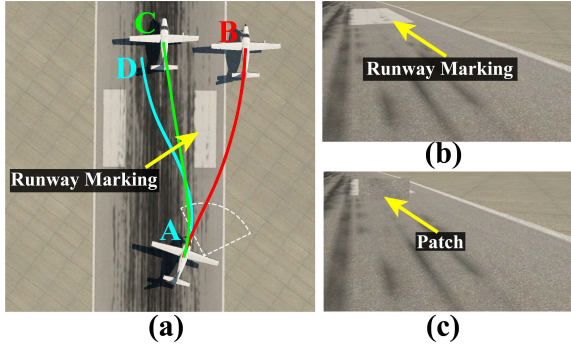 C
B
D
Runway Marking
A
(a)
Runway Marking
(b)
Patch
(c)